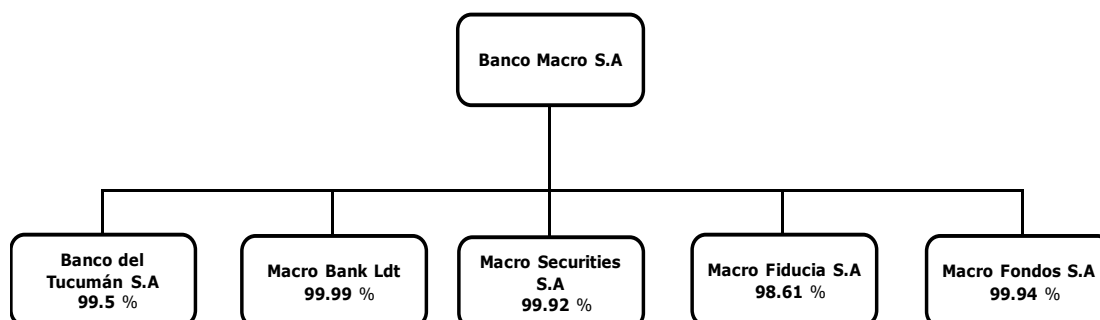 Banco Macro S.A
Banco del
Tucumán S.A
99.5 %
Macro Bank Ldt
99.99 %
Macro Securities
S.A
99.92 %
Macro Fiducia S.A
98.61 %
Macro Fondos S.A
99.94 %